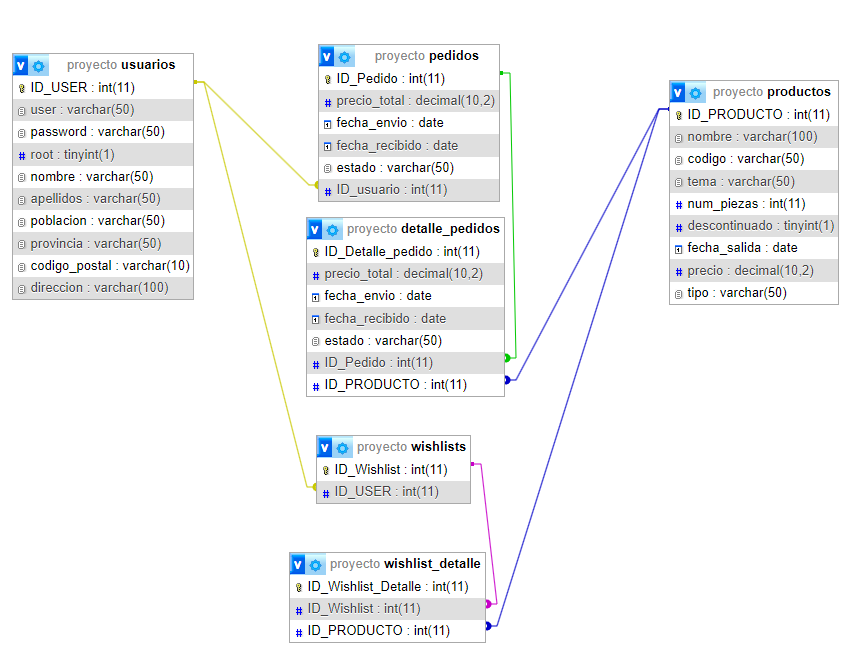 proyecto usuarios
ID_USER : int(11)
user : varchar(50)
password : varchar(50)
root : tinyint(1)
nombre : varchar(50)
apellidos : varchar(50)
poblacion : varchar(50)
provincia : varchar(50)
codigo_postal : varchar(10)
direccion : varchar(100)
proyecto pedidos
ID_Pedido : int(11)
precio_total : decimal(10,2)
fecha_envio : date
fecha_recibido : date
estado : varchar(50)
ID_usuario : int(11)
proyecto detalle_pedidos
ID_Detalle_pedido : int(11)
precio_total : decimal(10,2)
fecha_envio : date
fecha_recibido : date
estado : varchar(50)
ID_Pedido : int(11)
ID_PRODUCTO : int(11)
proyecto wishlists
ID_Wishlist : int(11)
ID_USER : int(11)
proyecto wishlist_detalle
ID_Wishlist_Detalle : int(11)
ID_Wishlist : int(11)
ID_PRODUCTO : int(11)
proyecto productos
ID_PRODUCTO : int(11)
nombre : varchar(100)
codigo : varchar(50)
tema : varchar(50)
num_piezas : int(11)
descontinuado : tinyint(1)
fecha_salida : date
precio : decimal(10,2)
tipo : varchar(50)